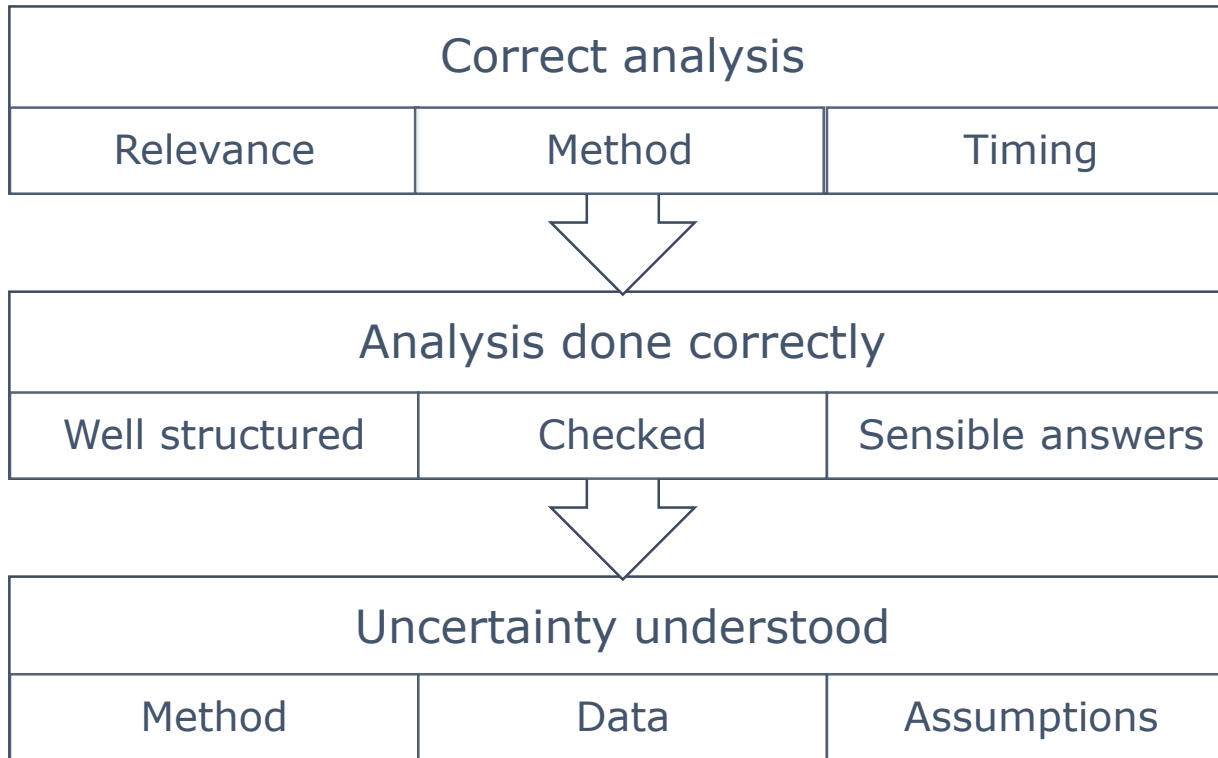 Correct analysis
Relevance Method Timing
Analysis done correctly
Well structured Checked Sensible answers
Uncertainty understood
Method Data Assumptions